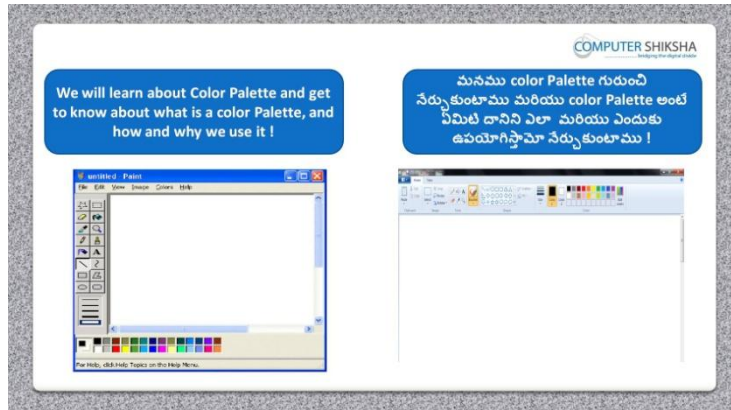 COMPUTER SHIKSHA
bridging the digital divide
We will learn about Color Palette and get
to know about what is a color Palette, and
how and why we use it !
మనము color Palette గురుంచి
నేర్చుకుంటాము మరియు color Palette అంటే
ఏమిటి దానిని ఎలా మరియు ఎందుకు
ఉపయోగిస్తామో నేర్చుకుంటాము !
untitled - Paint
File Edit View Image Colors Help
For Help, click Help Topics on the Help Menu.